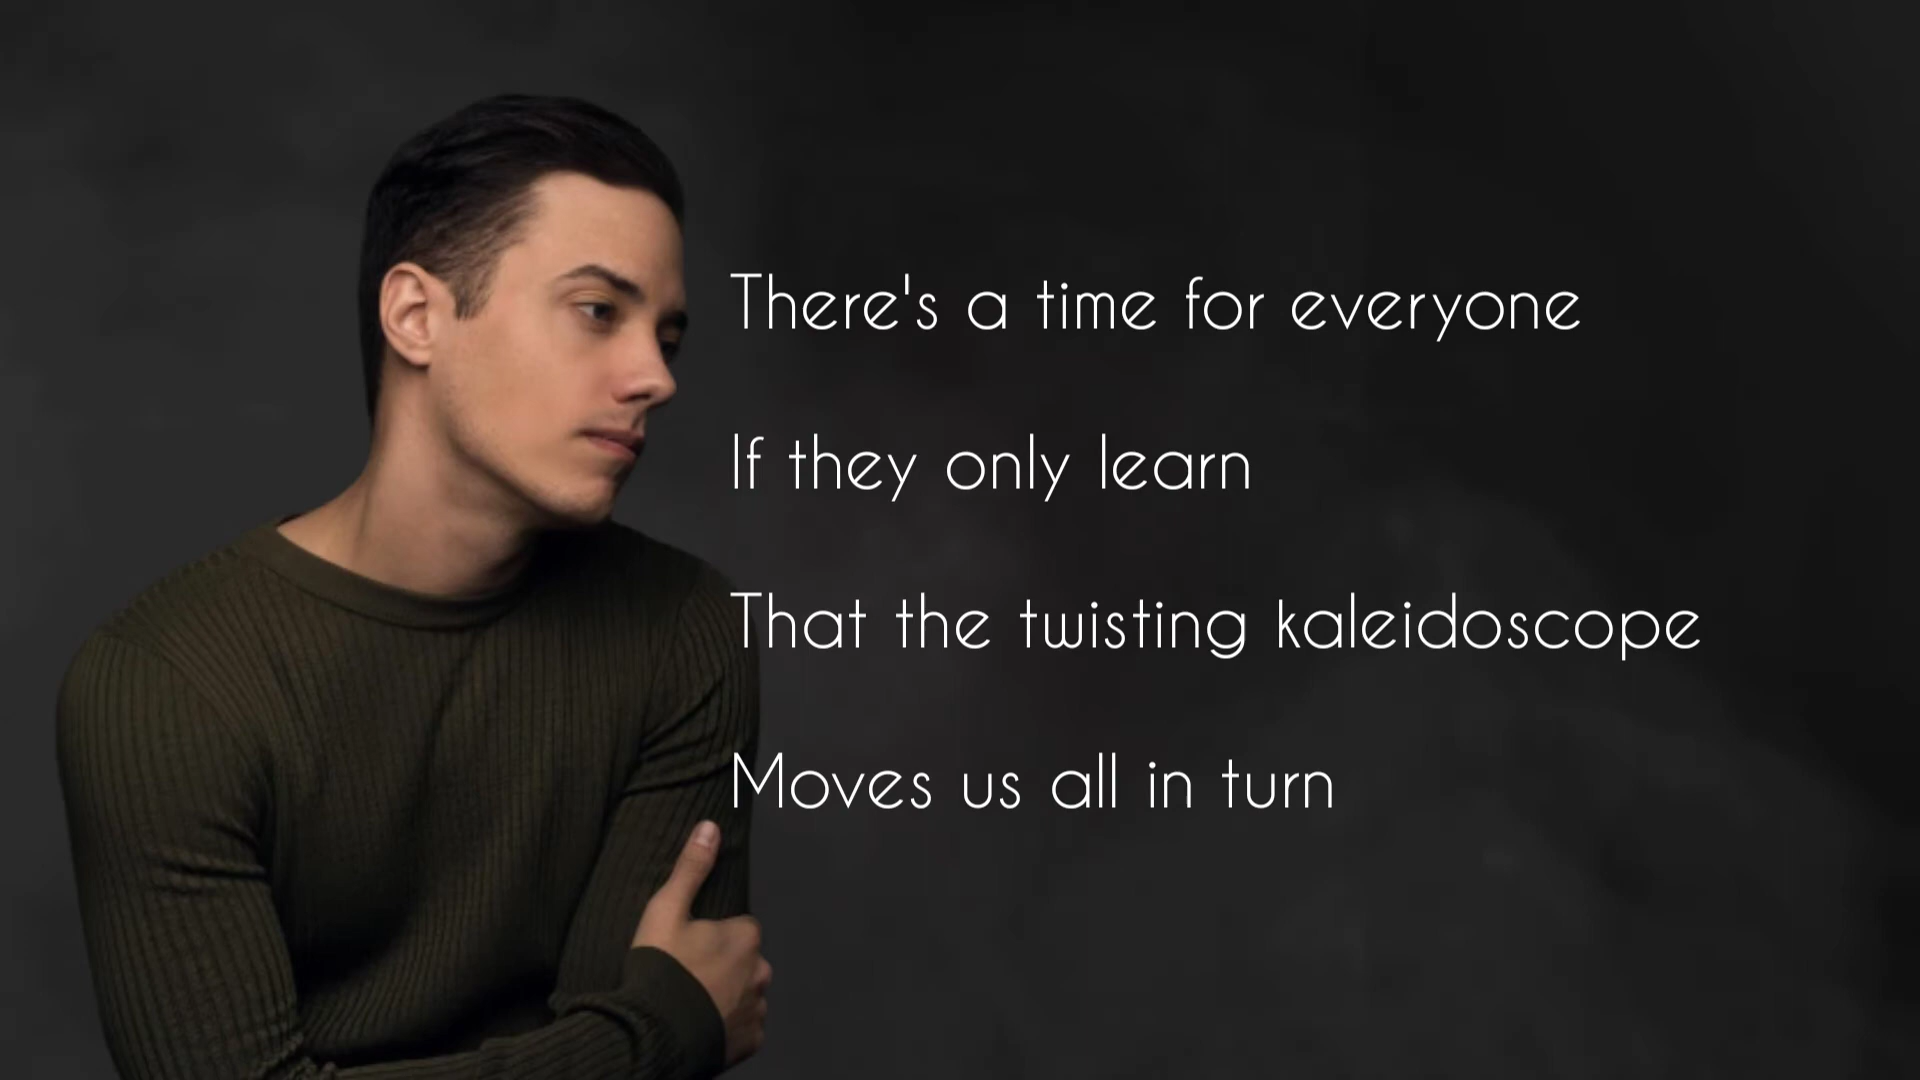 There's a time for everyone
If they only learn
That the twisting kaleidoscope
Moves us all in turn